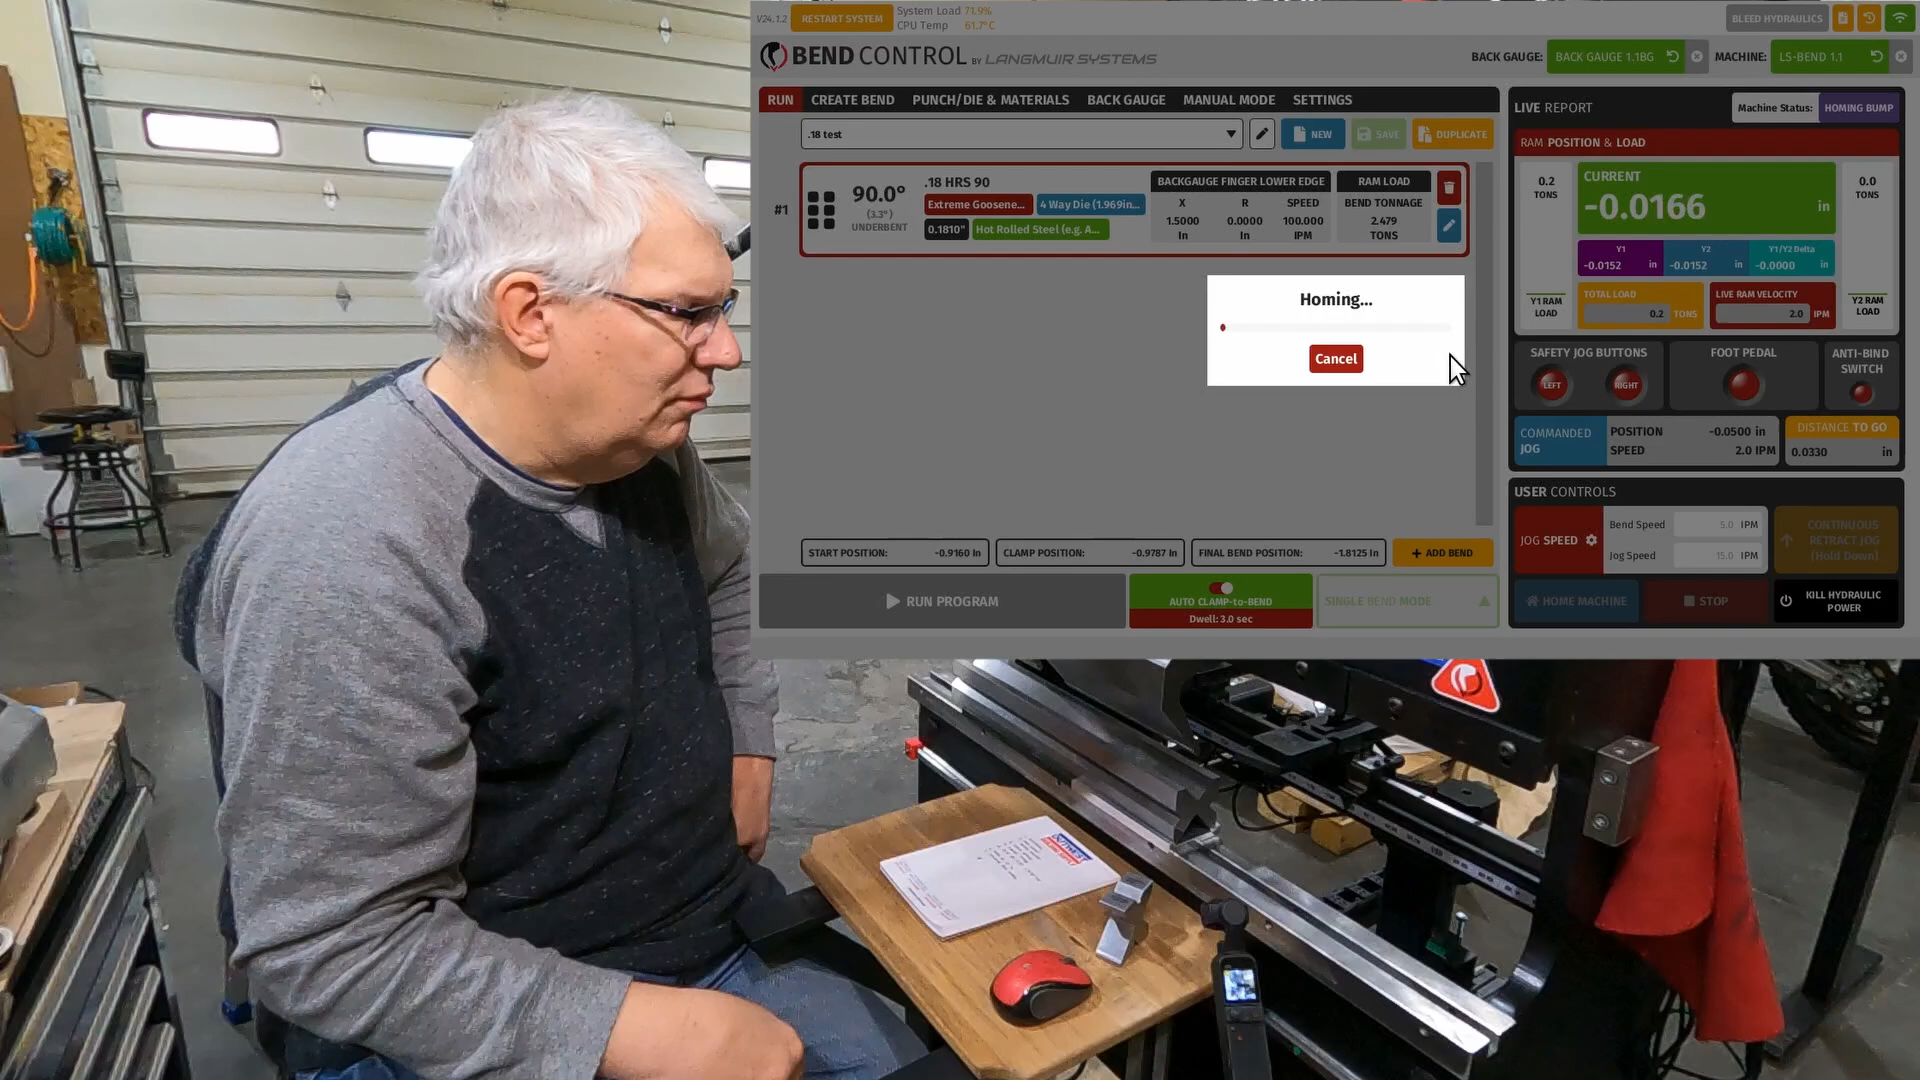 V24.1.2
RESTART SYSTEM
System Load 71.9%
CPU Temp 61.7°C
BLEED HYDRAULICS
BEND CONTROL BY LANGMUIR SYSTEMS
BACK GAUGE: BACK GAUGE 1.1BG
MACHINE: LS-BEND 1.1
RUN CREATE BEND PUNCH/DIE & MATERIALS BACK GAUGE MANUAL MODE SETTINGS
.18 test
NEW
SAVE
DUPLICATE
#1
90.0°
(3.3°)
UNDERBENT
.18 HRS 90
Extreme Goosene...
4 Way Die (1.969in...
0.1810"
Hot Rolled Steel (e.g. A...
BACKGAUGE FINGER LOWER EDGE
X R SPEED
1.5000 0.0000 100.000
In In IPM
RAM LOAD
BEND TONNAGE
2.479
TONS
Homing...
Cancel
START POSITION: -0.9160 In
CLAMP POSITION: -0.9787 In
FINAL BEND POSITION: -1.8125 In
+ ADD BEND
RUN PROGRAM
AUTO CLAMP-to-BEND
Dwell: 3.0 sec
SINGLE BEND MODE
LIVE REPORT
Machine Status: HOMING BUMP
RAM POSITION & LOAD
0.2
TONS
CURRENT
-0.0166 in
0.0
TONS
Y1
-0.0152 in
Y2
-0.0152 in
Y1/Y2 Delta
-0.0000 in
Y1 RAM
LOAD
TOTAL LOAD
0.2 TONS
LIVE RAM VELOCITY
2.0 IPM
Y2 RAM
LOAD
SAFETY JOG BUTTONS
LEFT
RIGHT
FOOT PEDAL
ANTI-BIND
SWITCH
COMMANDED
JOG
POSITION -0.0500 in
SPEED 2.0 IPM
DISTANCE TO GO
0.0330 in
USER CONTROLS
JOG SPEED
Bend Speed 5.0 IPM
Jog Speed 15.0 IPM
CONTINUOUS
RETRACT JOG
(Hold Down)
HOME MACHINE
STOP
KILL HYDRAULIC
POWER